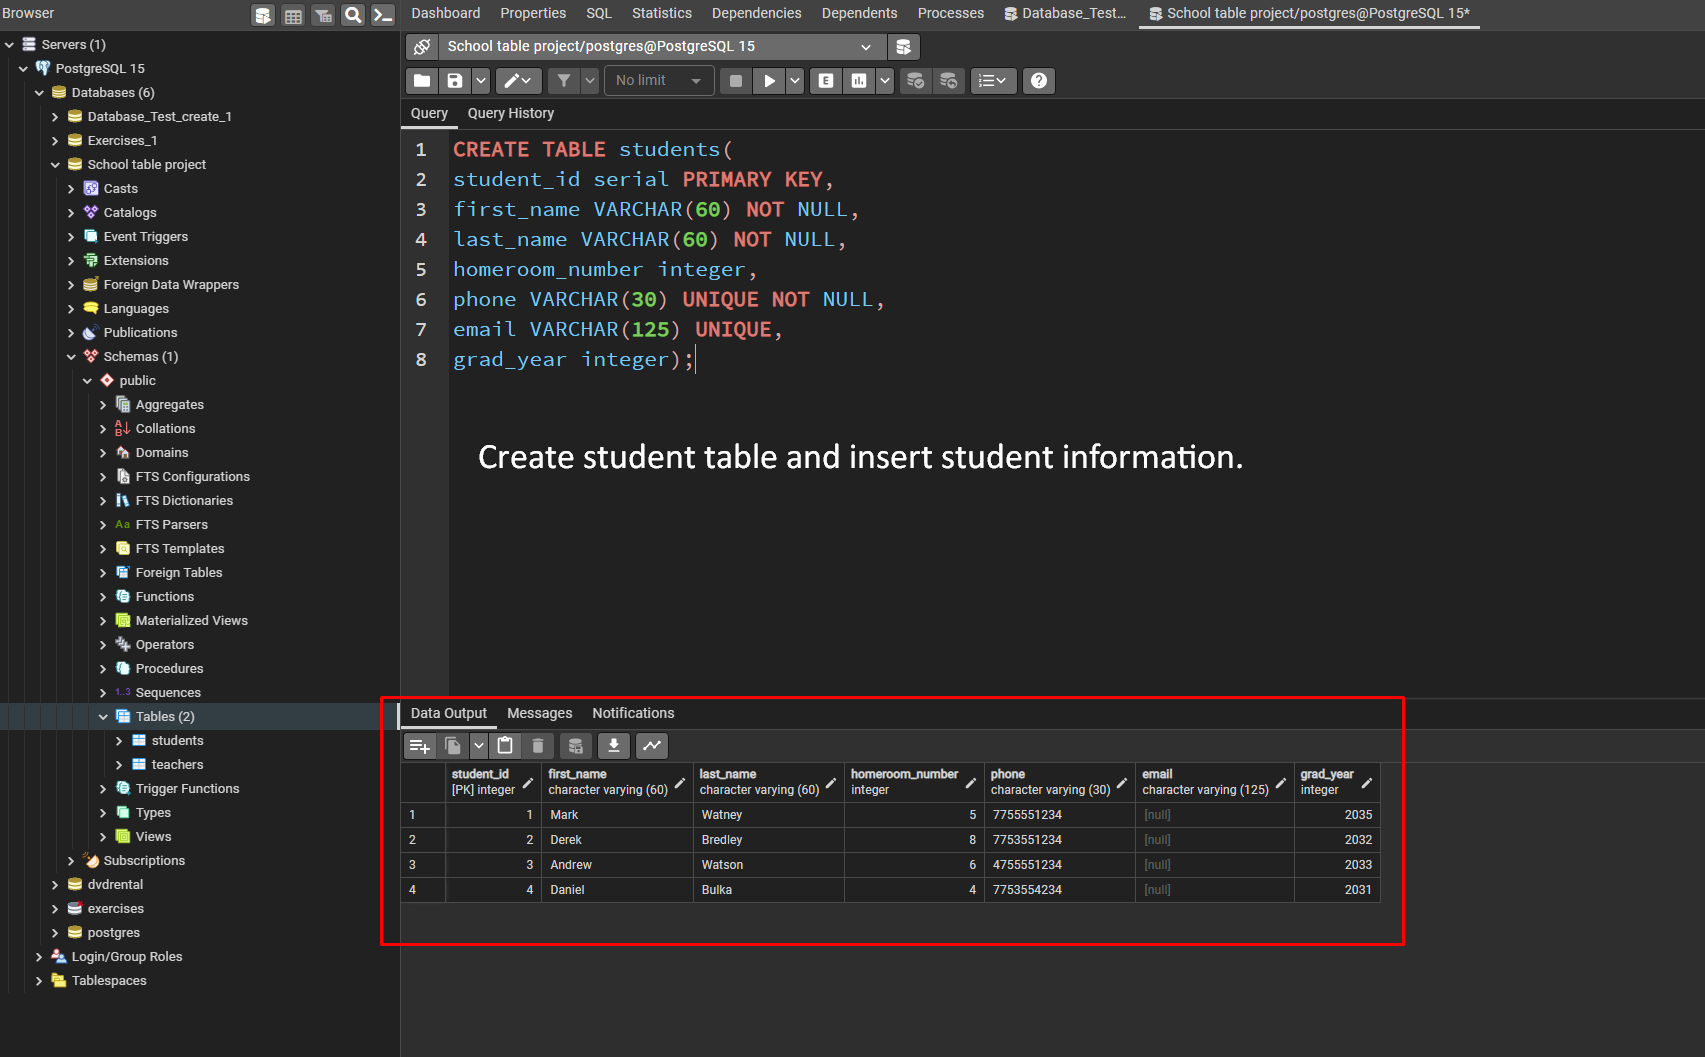 Browser
Servers (1)
PostgreSQL 15
Databases (6)
Database_Test_create_1
Exercises_1
School table project
Casts
Catalogs
Event Triggers
Extensions
Foreign Data Wrappers
Languages
Publications
Schemas (1)
public
Aggregates
Collations
Domains
FTS Configurations
FTS Dictionaries
Aa FTS Parsers
FTS Templates
Foreign Tables
Functions
Materialized Views
Operators
Procedures
1..3 Sequences
Tables (2)
students
teachers
Trigger Functions
Types
Views
Subscriptions
dvdrental
exercises
postgres
Login/Group Roles
Tablespaces
Dashboard Properties SQL Statistics Dependencies Dependents Processes Database_Test... School table project/postgres@PostgreSQL 15*
School table project/postgres@PostgreSQL 15
No limit E
Query Query History
1 CREATE TABLE students(
2 student_id serial PRIMARY KEY,
3 first_name VARCHAR(60) NOT NULL,
4 last_name VARCHAR(60) NOT NULL,
5 homeroom_number integer,
6 phone VARCHAR(30) UNIQUE NOT NULL,
7 email VARCHAR(125) UNIQUE,
8 grad_year integer);
Create student table and insert student information.
Data Output Messages Notifications
student_id first_name last_name homeroom_number phone email grad_year
[PK] integer character varying (60) character varying (60) integer character varying (30) character varying (125) integer
1 1 Mark Watney 5 7755551234 [null] 2035
2 2 Derek Bredley 8 7753551234 [null] 2032
3 3 Andrew Watson 6 4755551234 [null] 2033
4 4 Daniel Bulka 4 7753554234 [null] 2031